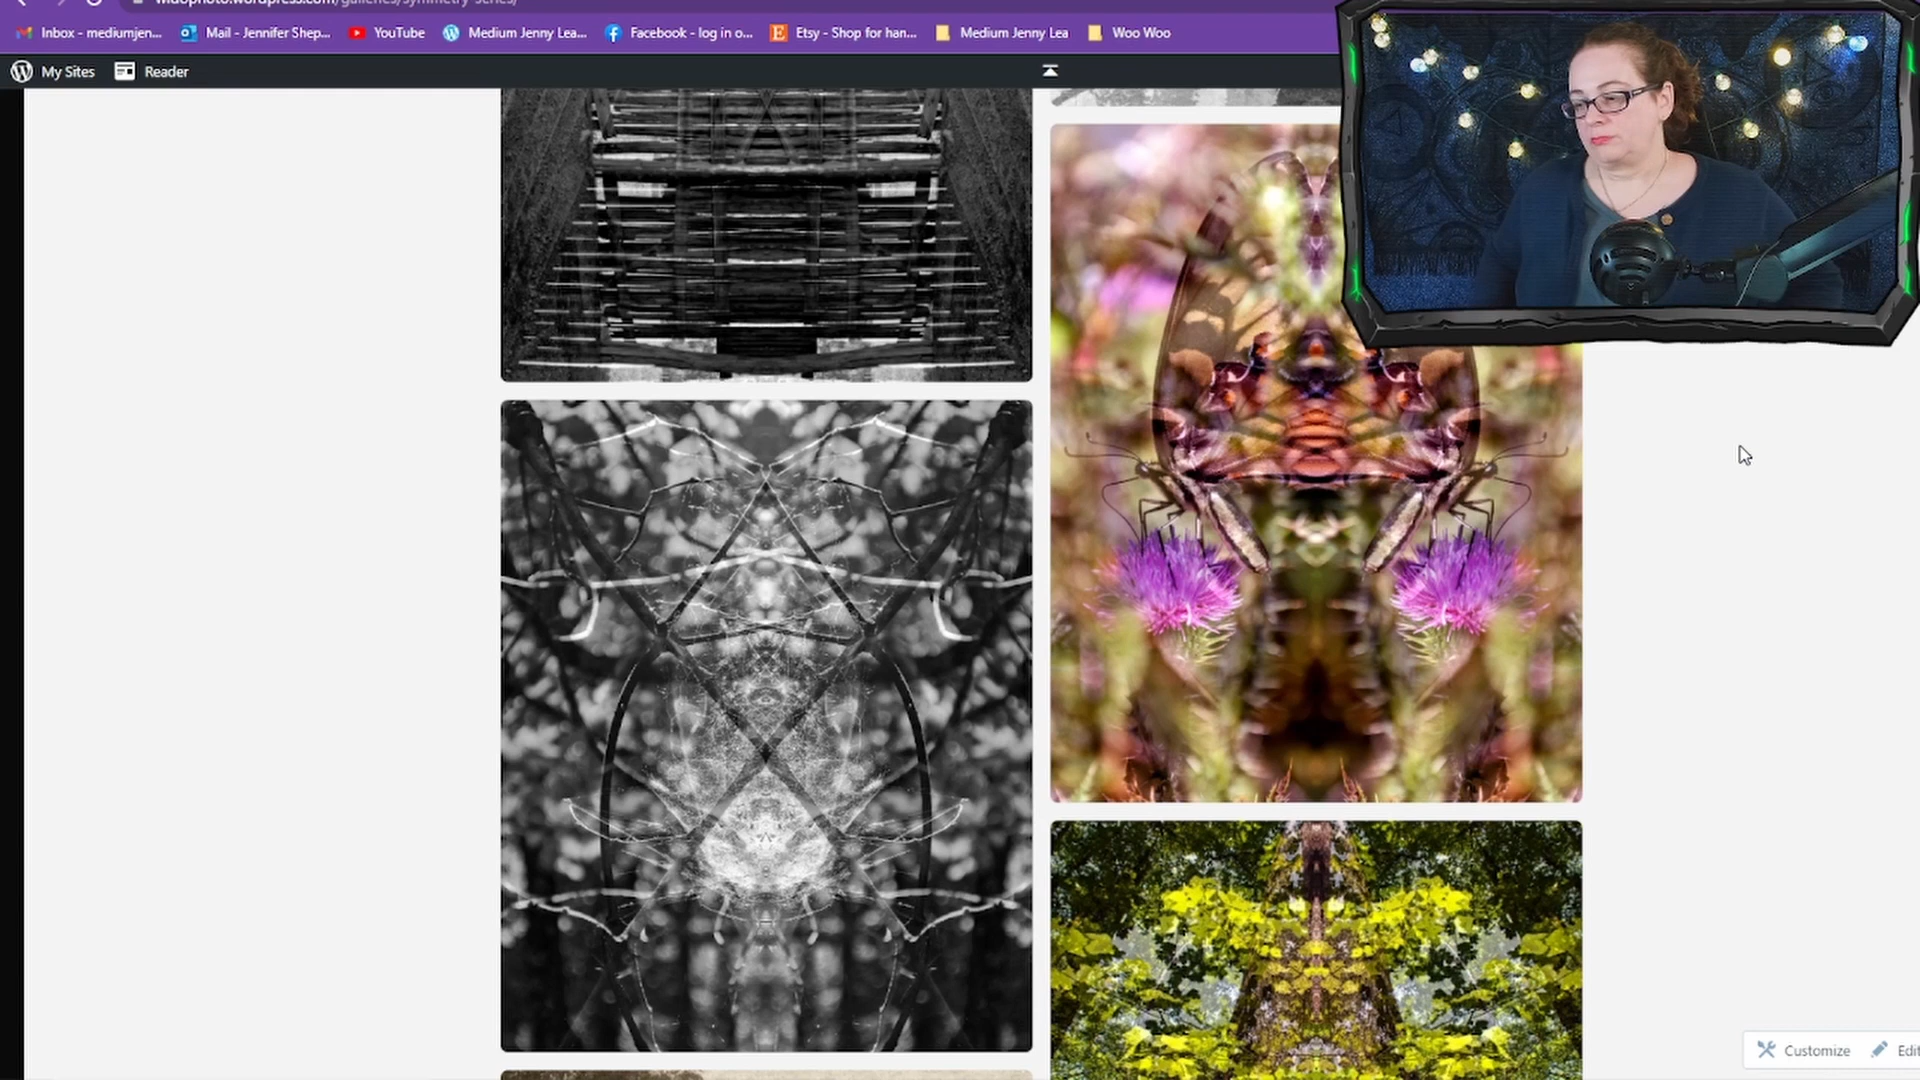 Inbox - mediumjen... Mail - Jennifer Shep... YouTube Medium Jenny Lea... Facebook - log in o... Etsy - Shop for han... Medium Jenny Lea Woo Woo
My Sites Reader
Customize Edit